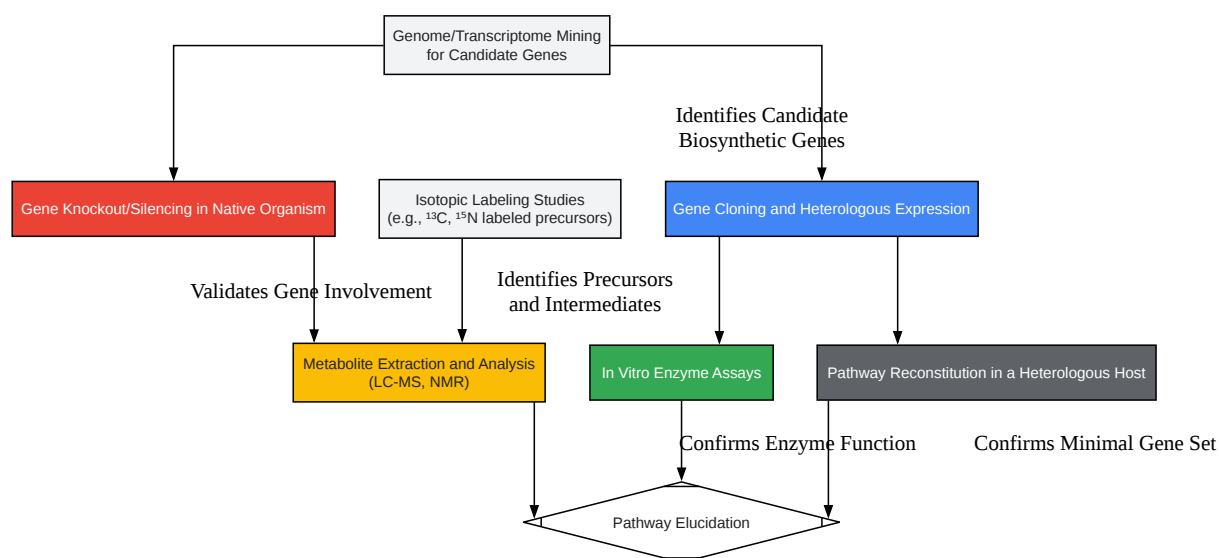 Genome/Transcriptome Mining
for Candidate Genes
Identifies Candidate
Biosynthetic Genes
Gene Knockout/Silencing in Native Organism
Isotopic Labeling Studies
(e.g., ¹³C, ¹⁵N labeled precursors)
Gene Cloning and Heterologous Expression
Validates Gene Involvement
Identifies Precursors
and Intermediates
Metabolite Extraction and Analysis
(LC-MS, NMR)
In Vitro Enzyme Assays
Pathway Reconstitution in a Heterologous Host
Confirms Enzyme Function
Confirms Minimal Gene Set
Pathway Elucidation